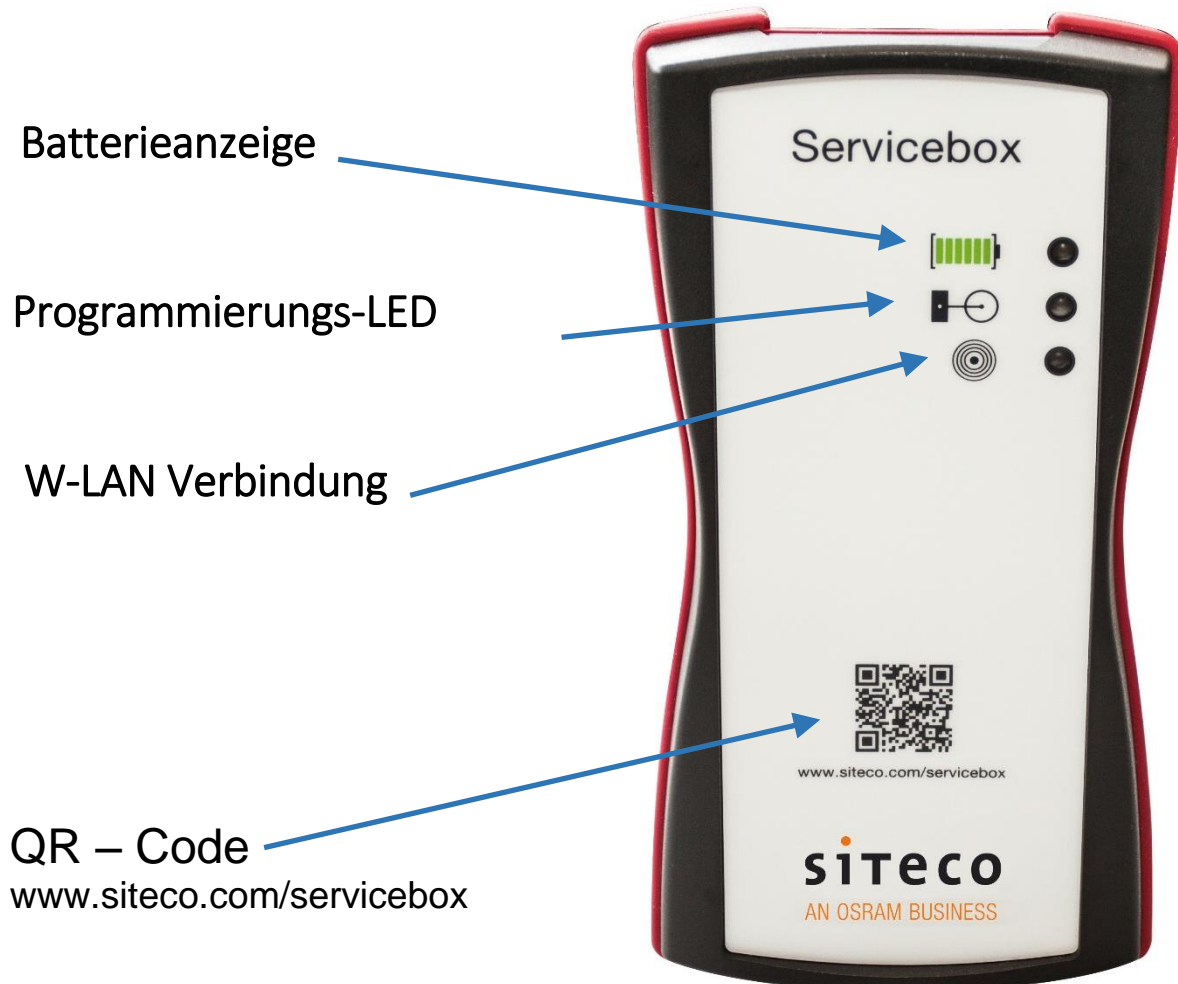 Batterieanzeige
Programmierungs-LED
W-LAN Verbindung
QR – Code
www.siteco.com/servicebox
Servicebox
www.siteco.com/servicebox
siteco
AN OSRAM BUSINESS